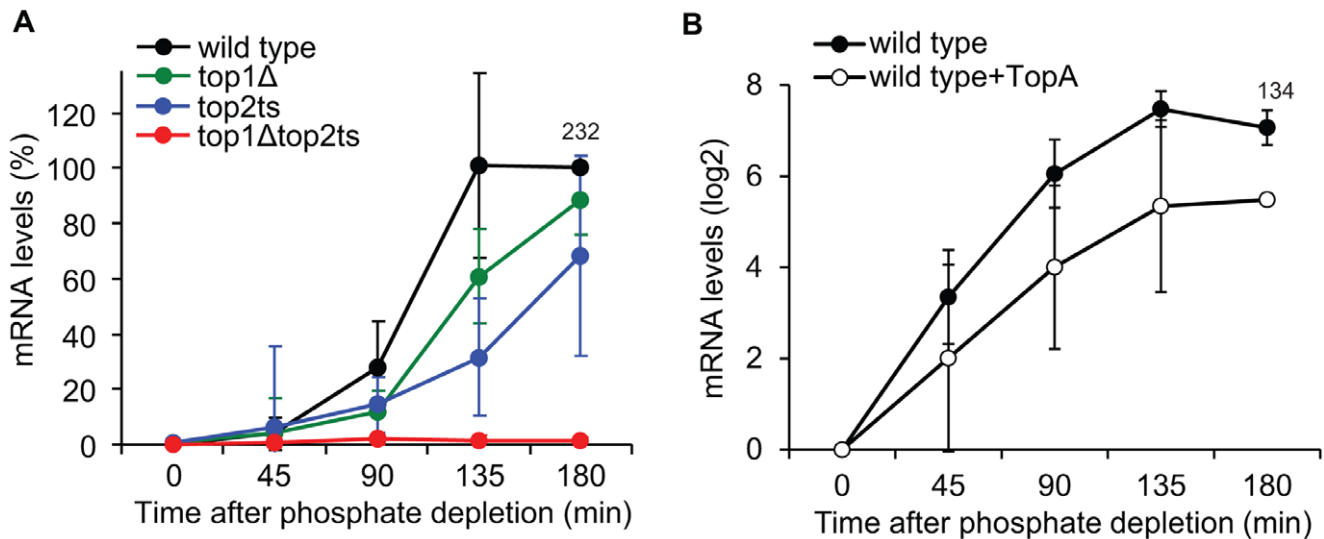 A
wild type
top1Δ
top2ts
top1Δtop2ts
232
mRNA levels (%)
120
100
80
60
40
20
0
0 45 90 135 180
Time after phosphate depletion (min)
B
wild type
wild type+TopA
134
mRNA levels (log2)
8
6
4
2
0
0 45 90 135 180
Time after phosphate depletion (min)